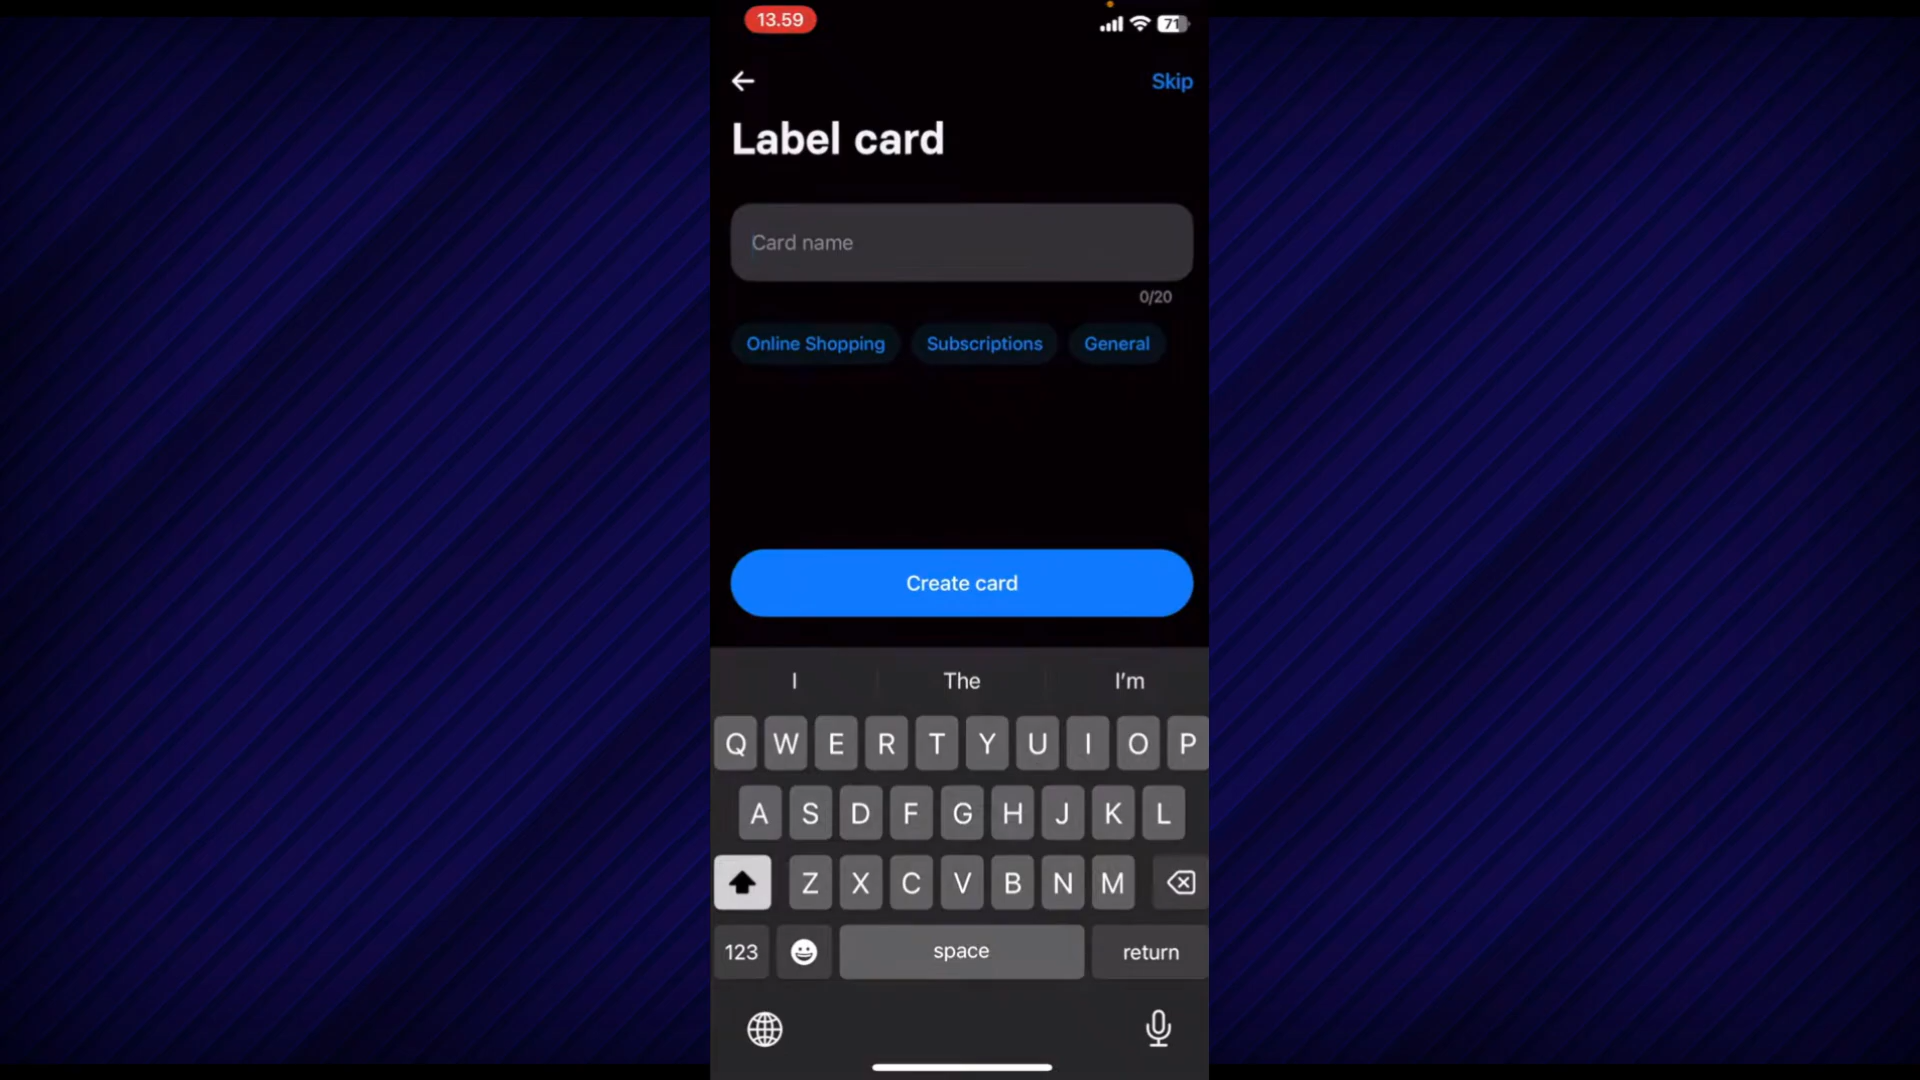 13.59
71
Skip
Label card
Card name
0/20
Online Shopping
Subscriptions
General
Create card
I
The
I'm
Q W E R T Y U I O P
A S D F G H J K L
Z X C V B N M
123
space
return